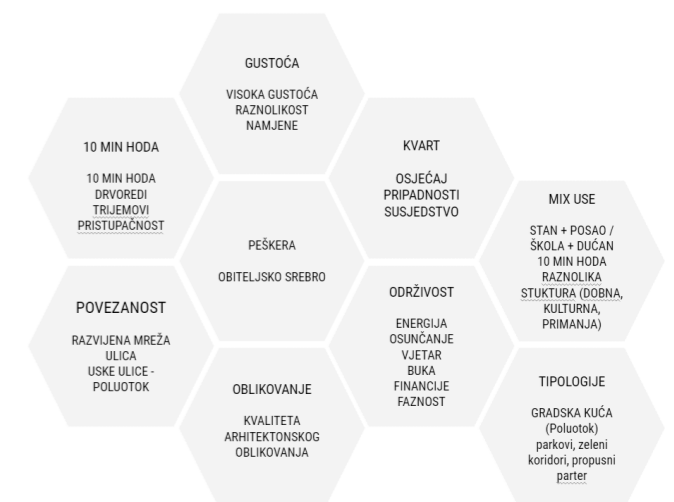 GUSTOĆA
VISOKA GUSTOĆA
RAZNOLIKOST
NAMJENE
10 MIN HODA
10 MIN HODA
DRVOREDI
TRIJEMOVI
PRISTUPAČNOST
KVART
OSJEĆAJ
PRIPADNOSTI
SUSJEDSTVO
MIX USE
STAN + POSAO /
ŠKOLA + DUĆAN
10 MIN HODA
RAZNOLIKA
STUKTURA (DOBNA,
KULTURNA,
PRIMANJA)
PEŠKERA
OBITELJSKO SREBRO
POVEZANOST
RAZVIJENA MREŽA
ULICA
USKE ULICE -
POLUOTOK
ODRŽIVOST
ENERGIJA
OSUNČANJE
VJETAR
BUKA
FINANCIJE
FAZNOST
OBLIKOVANJE
KVALITETA
ARHITEKTONSKOG
OBLIKOVANJA
TIPOLOGIJE
GRADSKA KUĆA
(Poluotok)
parkovi, zeleni
koridori, propusni
parter